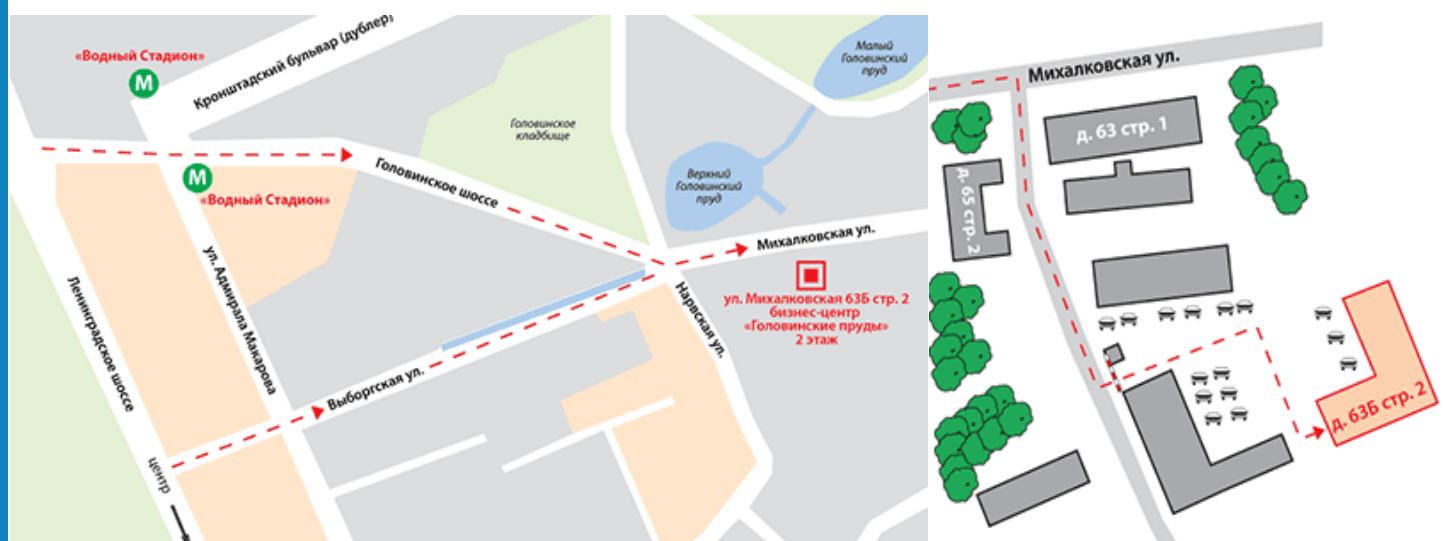 «Водный Стадион»
М
Кронштадский бульвар (дублер)
Малый
Головинский
пруд
Головинское
кладбище
М
«Водный Стадион»
Головинское шоссе
Верхний
Головинский
пруд
Михалковская ул.
ул. Михалковская 63Б стр. 2
бизнес-центр
«Головинские пруды»
2 этаж
Ленинградское шоссе
ул. Адмирала Макарова
Нарвская ул.
Выборгская ул.
центр
Михалковская ул.
д. 63 стр. 1
д. 65 стр. 2
д. 63Б стр. 2